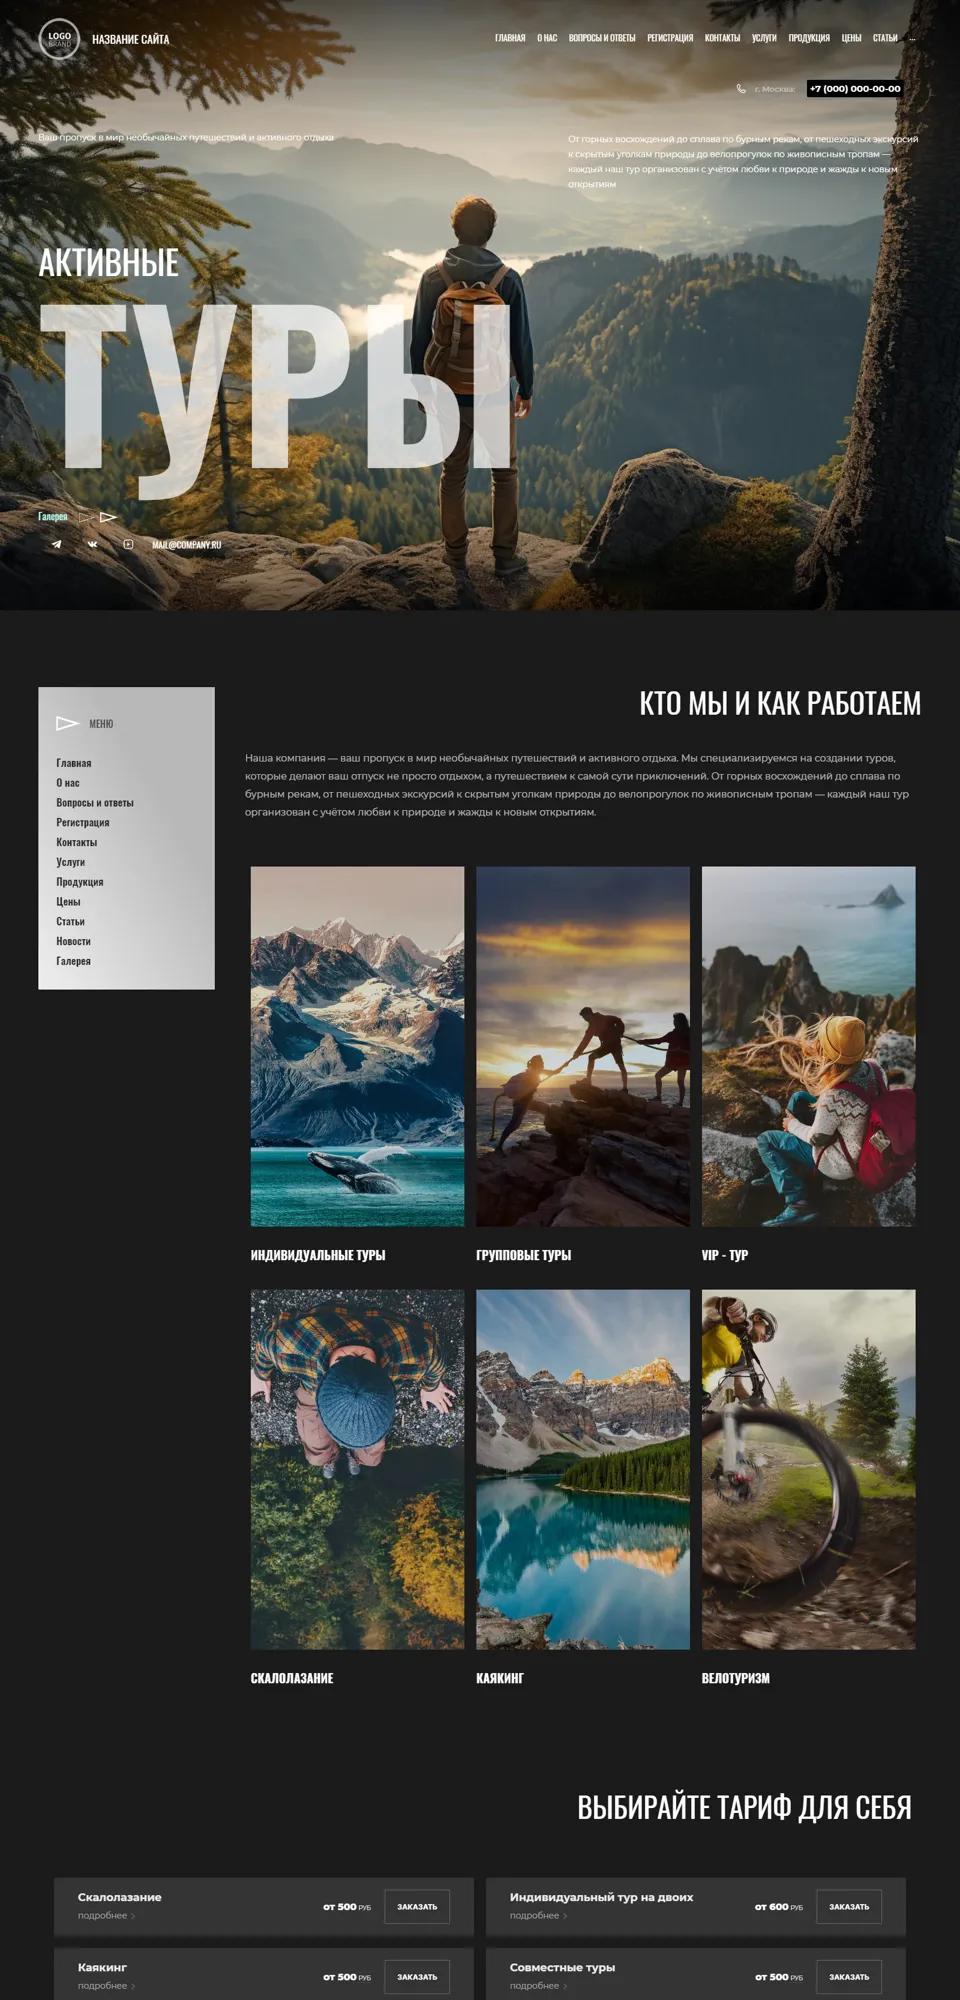 LOGO
BRAND
НАЗВАНИЕ САЙТА
ГЛАВНАЯ О НАС ВОПРОСЫ И ОТВЕТЫ РЕГИСТРАЦИЯ КОНТАКТЫ УСЛУГИ ПРОДУКЦИЯ ЦЕНЫ СТАТЬИ ...
г. Москва: +7 (000) 000-00-00
Ваш пропуск в мир необычайных путешествий и активного отдыха
От горных восхождений до сплава по бурным рекам, от пешеходных экскурсий
к скрытым уголкам природы до велопрогулок по живописным тропам —
каждый наш тур организован с учётом любви к природе и жажды к новым
открытиям
АКТИВНЫЕ
ТУРЫ
Галерея
MAIL@COMPANY.RU
КТО МЫ И КАК РАБОТАЕМ
МЕНЮ
Главная
О нас
Вопросы и ответы
Регистрация
Контакты
Услуги
Продукция
Цены
Статьи
Новости
Галерея
Наша компания — ваш пропуск в мир необычайных путешествий и активного отдыха. Мы специализируемся на создании туров,
которые делают ваш отпуск не просто отдыхом, а путешествием к самой сути приключений. От горных восхождений до сплава по
бурным рекам, от пешеходных экскурсий к скрытым уголкам природы до велопрогулок по живописным тропам — каждый наш тур
организован с учётом любви к природе и жажды к новым открытиям.
ИНДИВИДУАЛЬНЫЕ ТУРЫ
ГРУППОВЫЕ ТУРЫ
VIP - ТУР
СКАЛОЛАЗАНИЕ
КАЯКИНГ
ВЕЛОТУРИЗМ
ВЫБИРАЙТЕ ТАРИФ ДЛЯ СЕБЯ
Скалолазание
подробнее
от 500 РУБ
ЗАКАЗАТЬ
Индивидуальный тур на двоих
подробнее
от 600 РУБ
ЗАКАЗАТЬ
Каякинг
подробнее
от 500 РУБ
ЗАКАЗАТЬ
Совместные туры
подробнее
от 500 РУБ
ЗАКАЗАТЬ